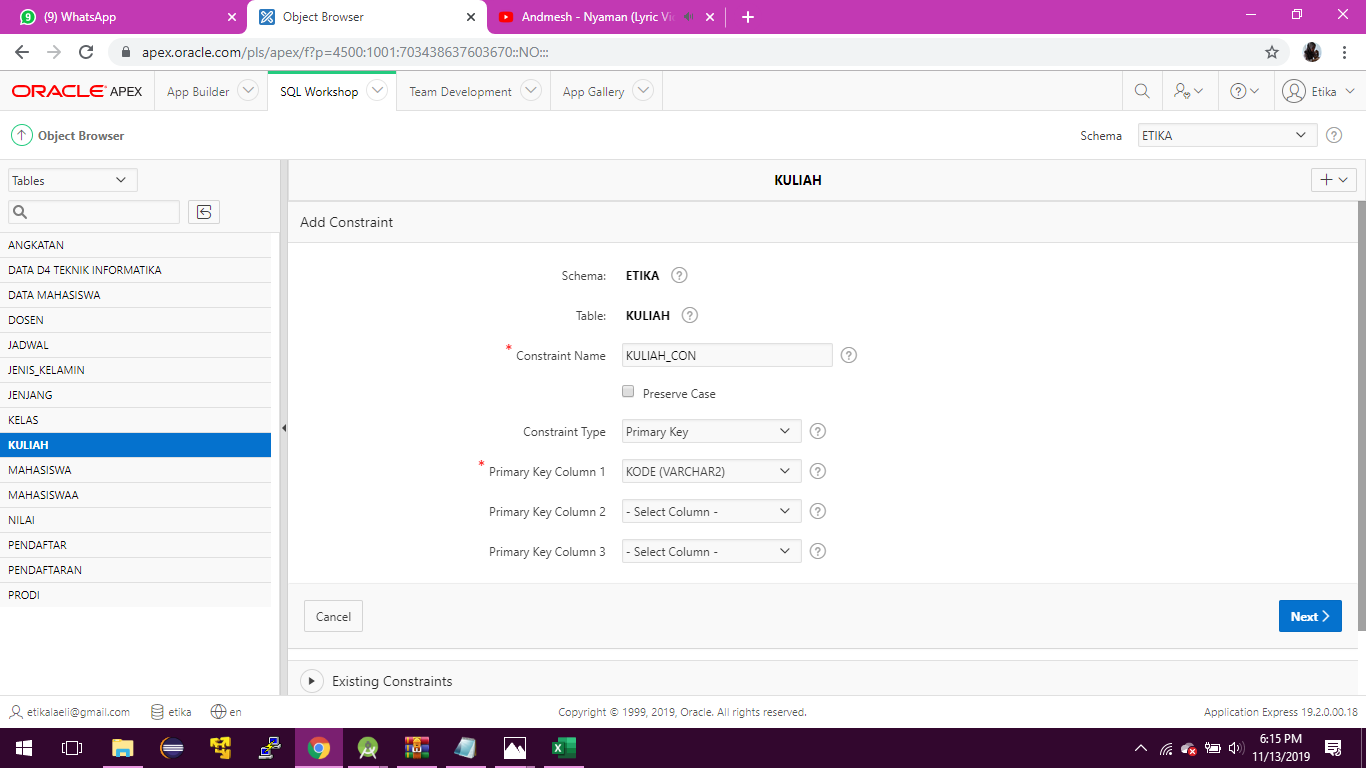 (9) WhatsApp
Object Browser
Andmesh - Nyaman (Lyric Vi
apex.oracle.com/pls/apex/f?p=4500:1001:703438637603670::NO:::
ORACLE APEX
App Builder
SQL Workshop
Team Development
App Gallery
Etika
Object Browser
Schema
ETIKA
Tables
KULIAH
Add Constraint
ANGKATAN
DATA D4 TEKNIK INFORMATIKA
DATA MAHASISWA
DOSEN
JADWAL
JENIS_KELAMIN
JENJANG
KELAS
KULIAH
MAHASISWA
MAHASISWAA
NILAI
PENDAFTAR
PENDAFTARAN
PRODI
Schema: ETIKA ?
Table: KULIAH ?
* Constraint Name KULIAH_CON ?
Preserve Case
Constraint Type Primary Key ?
* Primary Key Column 1 KODE (VARCHAR2) ?
Primary Key Column 2 - Select Column - ?
Primary Key Column 3 - Select Column - ?
Cancel
Next
Existing Constraints
etikalaeli@gmail.com
etika
en
Copyright © 1999, 2019, Oracle. All rights reserved.
Application Express 19.2.0.00.18
6:15 PM
11/13/2019